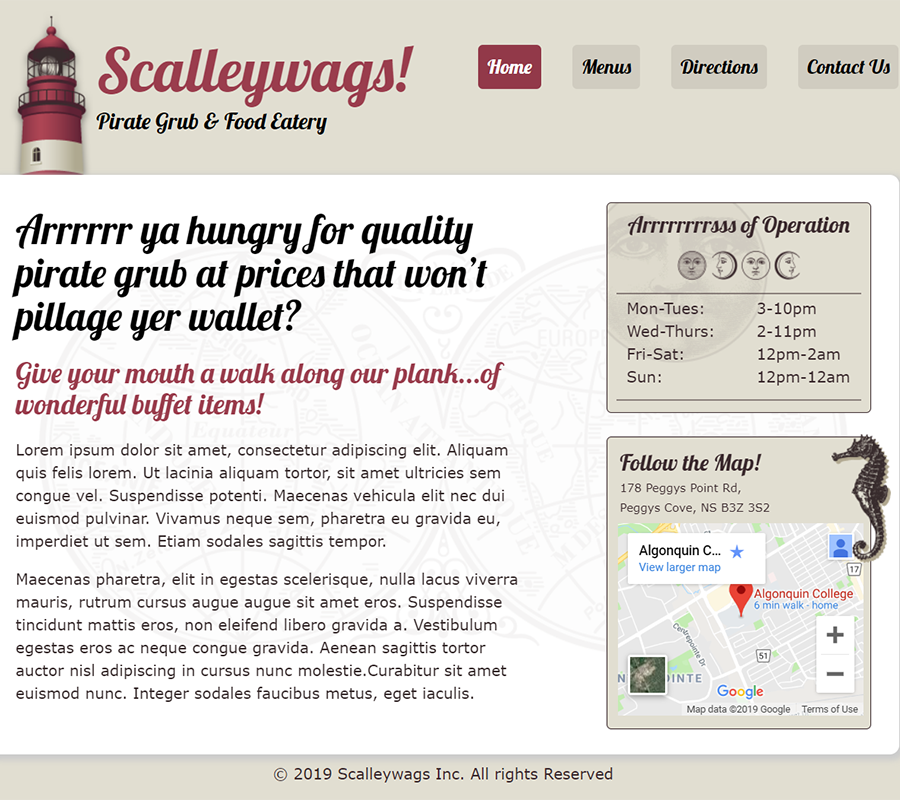 Scalleywags!
Pirate Grub & Food Eatery
Home
Menus
Directions
Contact Us
Arrrrrr ya hungry for quality
pirate grub at prices that won't
pillage yer wallet?
Give your mouth a walk along our plank...of
wonderful buffet items!
Lorem ipsum dolor sit amet, consectetur adipiscing elit. Aliquam
quis felis lorem. Ut lacinia aliquam tortor, sit amet ultricies sem
congue vel. Suspendisse potenti. Maecenas vehicula elit nec dui
euismod pulvinar. Vivamus neque sem, pharetra eu gravida eu,
imperdiet ut sem. Etiam sodales sagittis tempor.
Maecenas pharetra, elit in egestas scelerisque, nulla lacus viverra
mauris, rutrum cursus augue augue sit amet eros. Suspendisse
tincidunt mattis eros, non eleifend libero gravida a. Vestibulum
egestas eros ac neque congue gravida. Aenean sagittis tortor
auctor nisl adipiscing in cursus nunc molestie.Curabitur sit amet
euismod nunc. Integer sodales faucibus metus, eget iaculis.
Arrrrrrrrsss of Operation
Mon-Tues: 3-10pm
Wed-Thurs: 2-11pm
Fri-Sat: 12pm-2am
Sun: 12pm-12am
Follow the Map!
178 Peggys Point Rd,
Peggys Cove, NS B3Z 3S2
Algonquin C...
View larger map
17
Algonquin College
6 min walk - home
Centrepointe Dr
51
Google
Map data ©2019 Google Terms of Use
© 2019 Scalleywags Inc. All rights Reserved